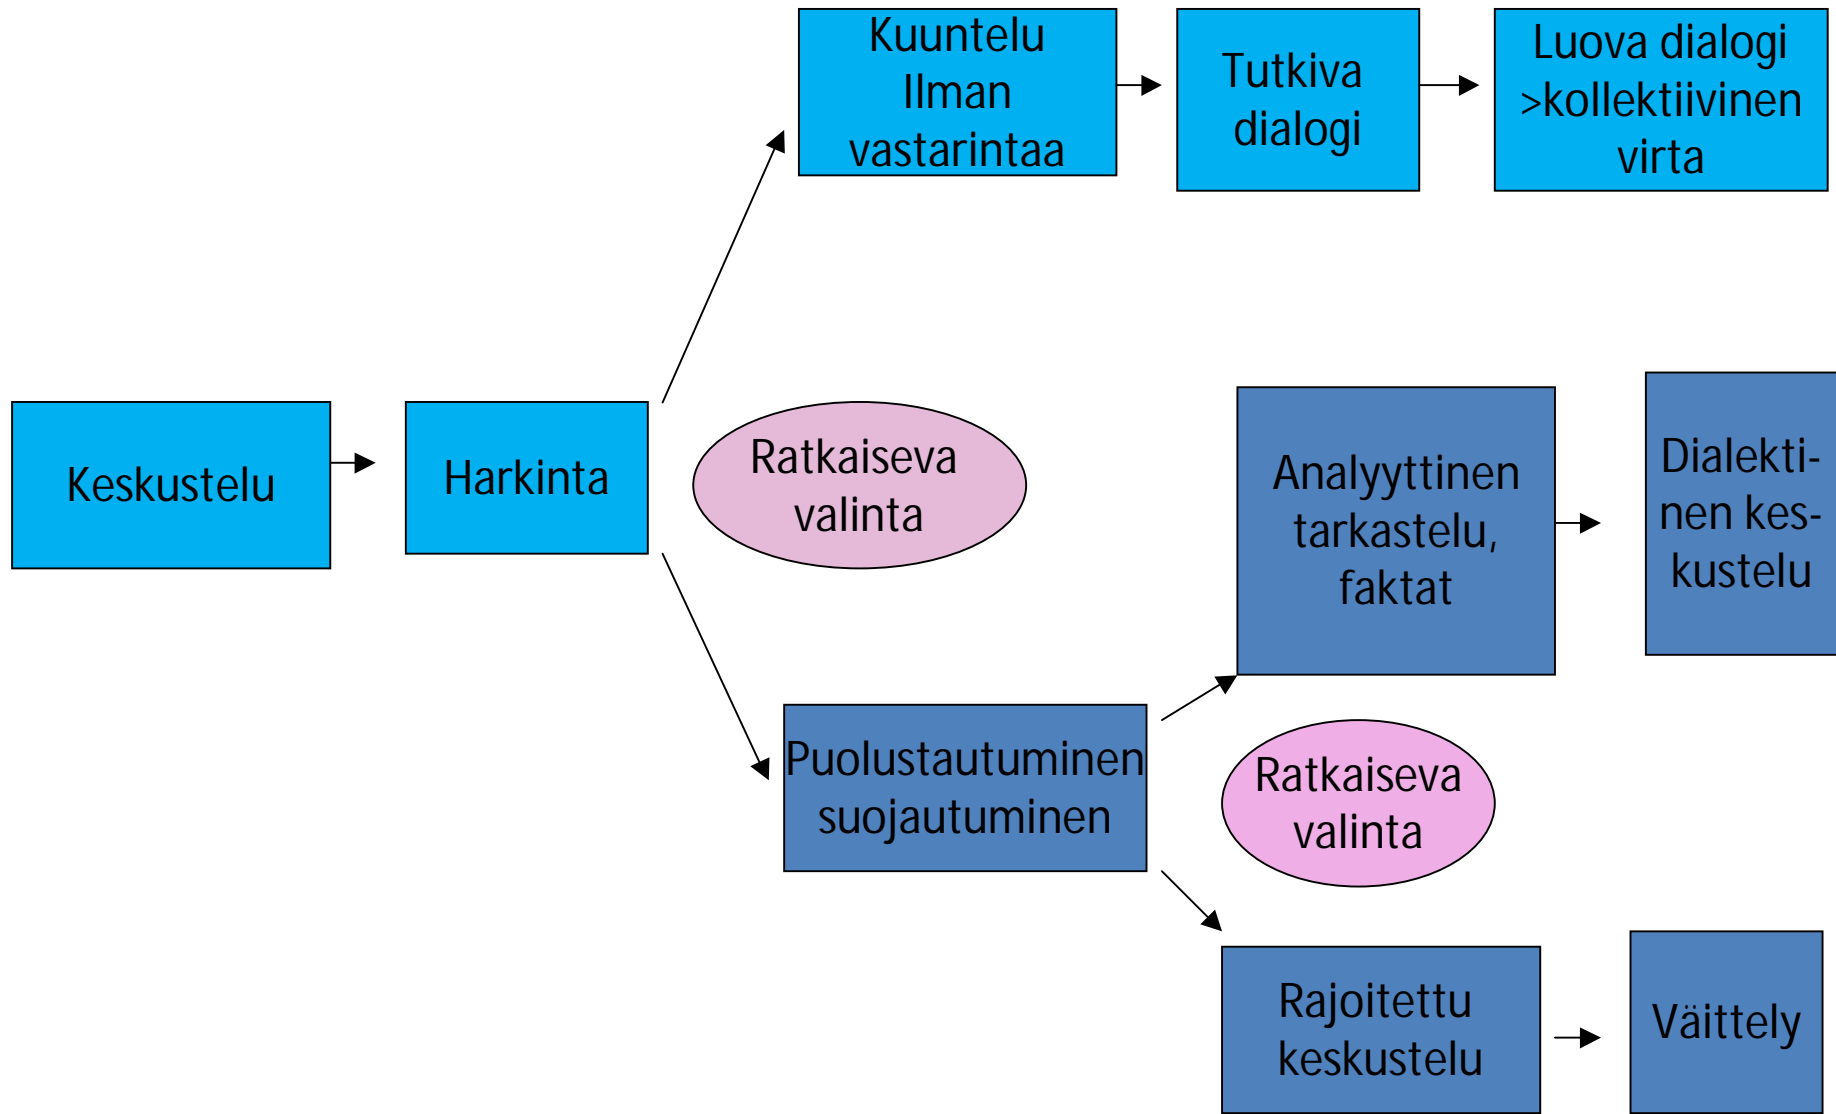 Kuuntelu
Ilman
vastarintaa
Tutkiva
dialogi
Luova dialogi
>kollektiivinen
virta
Keskustelu
Harkinta
Ratkaiseva
valinta
Analyyttinen
tarkastelu,
faktat
Dialekti-
nen kes-
kustelu
Puolustautuminen
suojautuminen
Ratkaiseva
valinta
Rajoitettu
keskustelu
Väittely